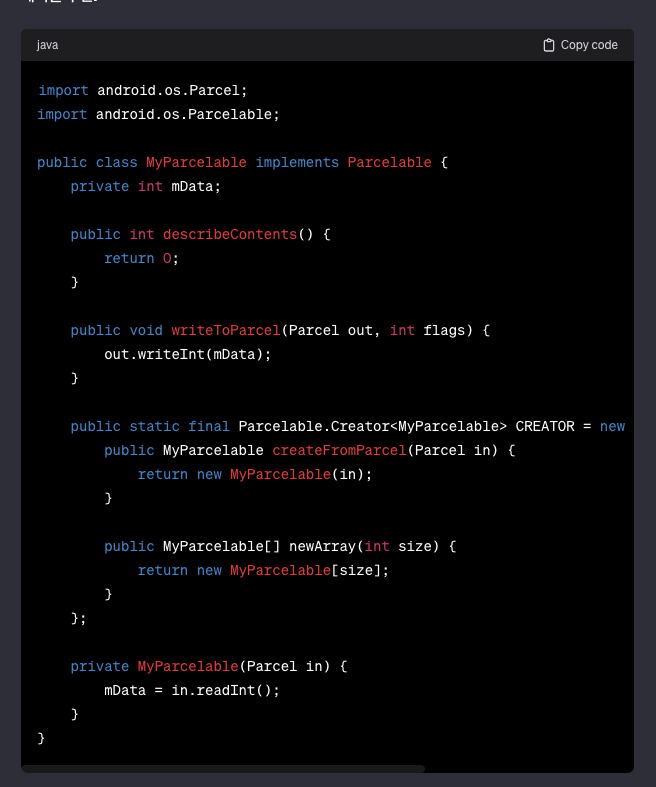 java
Copy code
import android.os.Parcel;
import android.os.Parcelable;
public class MyParcelable implements Parcelable {
    private int mData;
    public int describeContents() {
        return 0;
    }
    public void writeToParcel(Parcel out, int flags) {
        out.writeInt(mData);
    }
    public static final Parcelable.Creator<MyParcelable> CREATOR = new
        public MyParcelable createFromParcel(Parcel in) {
            return new MyParcelable(in);
        }
        public MyParcelable[] newArray(int size) {
            return new MyParcelable[size];
        }
    };
    private MyParcelable(Parcel in) {
        mData = in.readInt();
    }
}